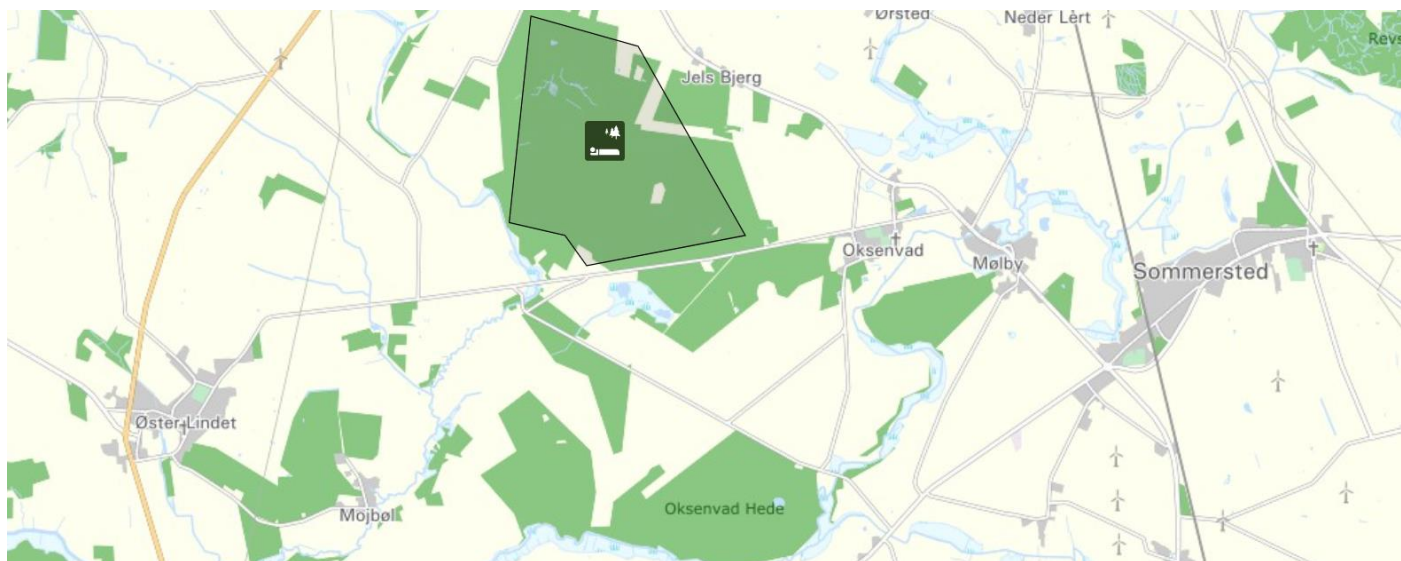 Ørsted
Neder Lert
Revs
Jels Bjerg
Oksenvad
Mølby
Sommersted
Øster Lindet
Mojbøl
Oksenvad Hede